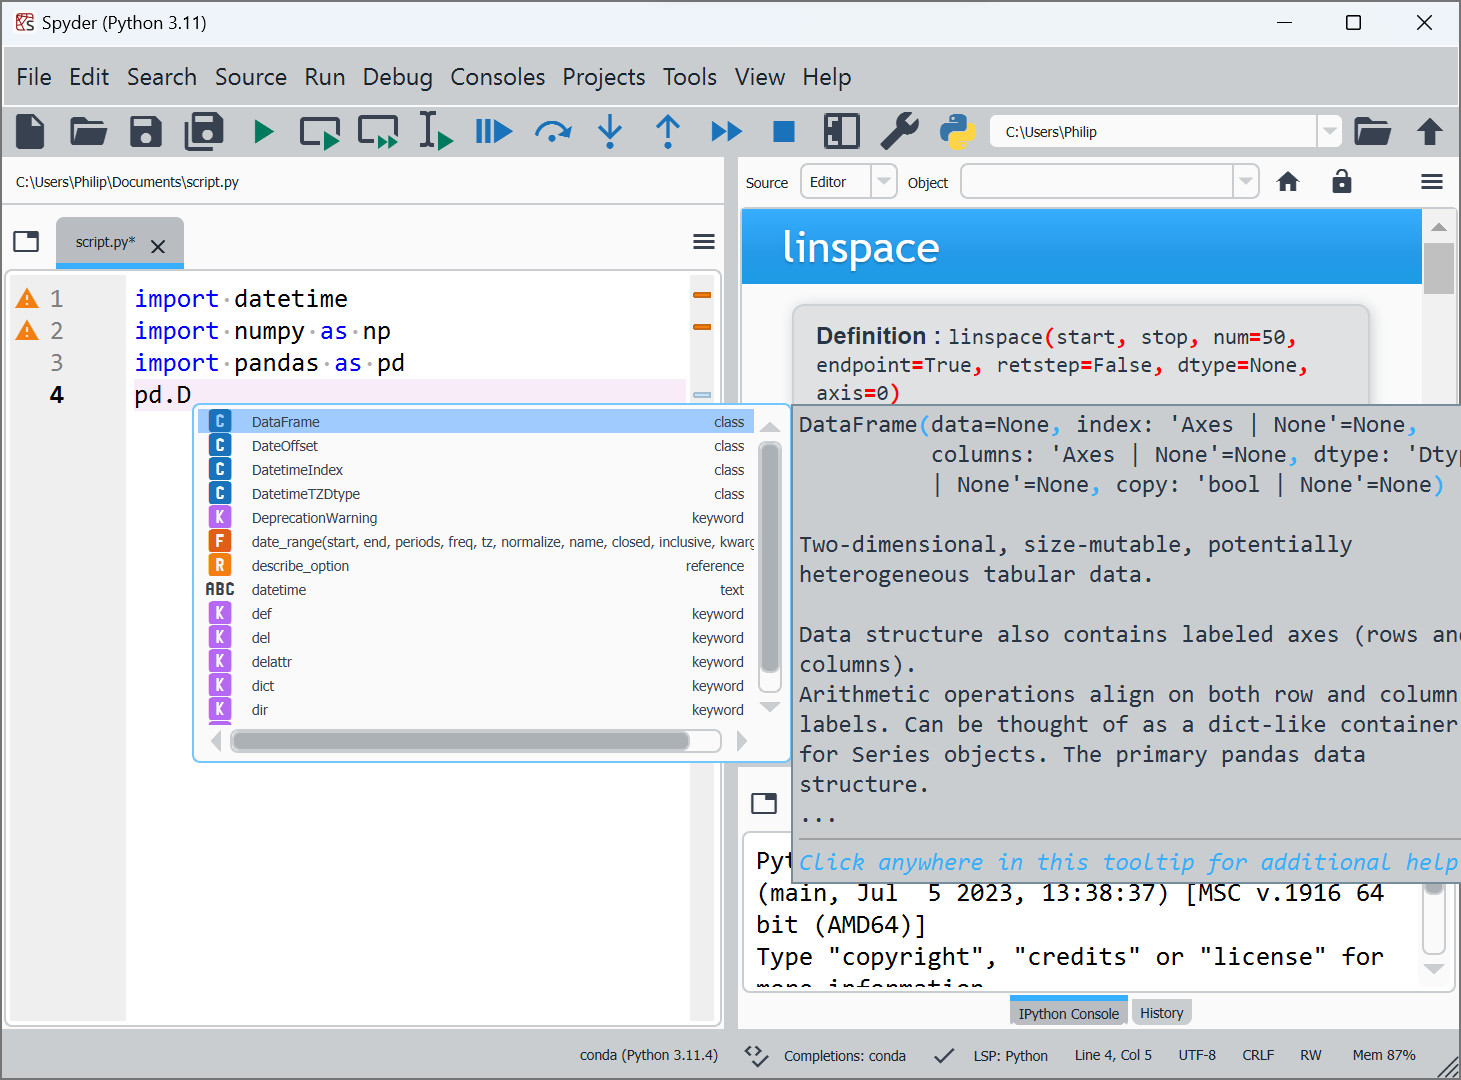 Spyder (Python 3.11)
File Edit Search Source Run Debug Consoles Projects Tools View Help
C:\Users\Philip
C:\Users\Philip\Documents\script.py
Source Editor Object
script.py*
linspace
Definition : linspace(start, stop, num=50,
endpoint=True, retstep=False, dtype=None,
axis=0)
1 import datetime
2 import numpy as np
3 import pandas as pd
4 pd.D
C DataFrame class
C DateOffset class
C DatetimeIndex class
C DatetimeTZDtype class
K DeprecationWarning keyword
F date_range(start, end, periods, freq, tz, normalize, name, closed, inclusive, kwarg
R describe_option reference
ABC datetime text
K def keyword
K del keyword
K delattr keyword
K dict keyword
K dir keyword
DataFrame(data=None, index: 'Axes | None'=None,
columns: 'Axes | None'=None, dtype: 'Dtyp
| None'=None, copy: 'bool | None'=None)
Two-dimensional, size-mutable, potentially
heterogeneous tabular data.
Data structure also contains labeled axes (rows and
columns).
Arithmetic operations align on both row and column
labels. Can be thought of as a dict-like container
for Series objects. The primary pandas data
structure.
...
Click anywhere in this tooltip for additional help
Pyt
(main, Jul  5 2023, 13:38:37) [MSC v.1916 64
bit (AMD64)]
Type "copyright", "credits" or "license" for
more information
IPython Console History
conda (Python 3.11.4) Completions: conda LSP: Python Line 4, Col 5 UTF-8 CRLF RW Mem 87%